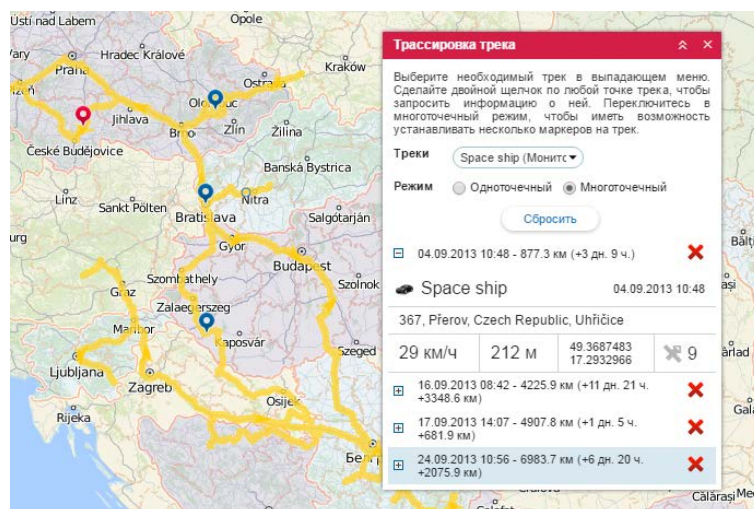 Ústí nad Labem
Opole
Vary
Hradec Králové
Praha
Kraków
Ostrava
Olomouc
Jihlava
Brno
Zlín
Žilina
České Budějovice
Banská Bystrica
Linz
Sankt Pölten
Nitra
Bratislava
Salgótarján
Győr
Budapest
Szombathely
Szolnok
Graz
Zalaegerszeg
Maribor
Kaposvár
Szeged
Ljubljana
Zagreb
Osijek
Rijeka
Трассировка трека
Выберите необходимый трек в выпадающем меню.
Сделайте двойной щелчок по любой точке трека, чтобы
запросить информацию о ней. Переключитесь в
многоточечный режим, чтобы иметь возможность
устанавливать несколько маркеров на трек.
Треки
Space ship (Монитс
Режим
Одноточечный
Многоточечный
Сбросить
04.09.2013 10:48 - 877.3 км (+3 дн. 9 ч.)
Space ship
04.09.2013 10:48
367, Přerov, Czech Republic, Uhřičice
29 км/ч
212 м
49.3687483
17.2932966
9
16.09.2013 08:42 - 4225.9 км (+11 дн. 21 ч.
+3348.6 км)
17.09.2013 14:07 - 4907.8 км (+1 дн. 5 ч.
+681.9 км)
24.09.2013 10:56 - 6983.7 км (+6 дн. 20 ч.
+2075.9 км)
Bălți
Călărași